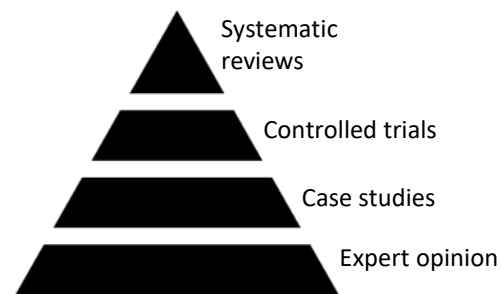 Systematic
reviews
Controlled trials
Case studies
Expert opinion